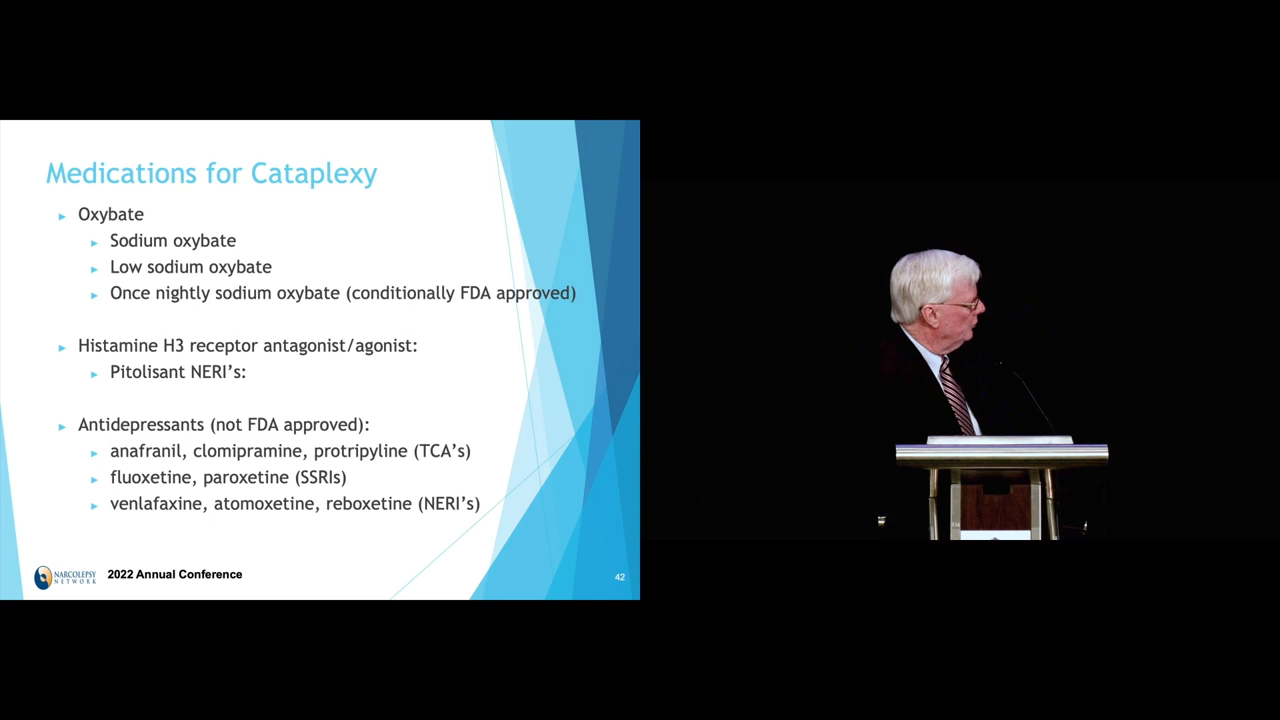 Medications for Cataplexy
Oxybate
Sodium oxybate
Low sodium oxybate
Once nightly sodium oxybate (conditionally FDA approved)
Histamine H3 receptor antagonist/agonist:
Pitolisant NERI's:
Antidepressants (not FDA approved):
anafranil, clomipramine, protripyline (TCA's)
fluoxetine, paroxetine (SSRIs)
venlafaxine, atomoxetine, reboxetine (NERI's)
NARCOLEPSY
NETWORK
2022 Annual Conference
42